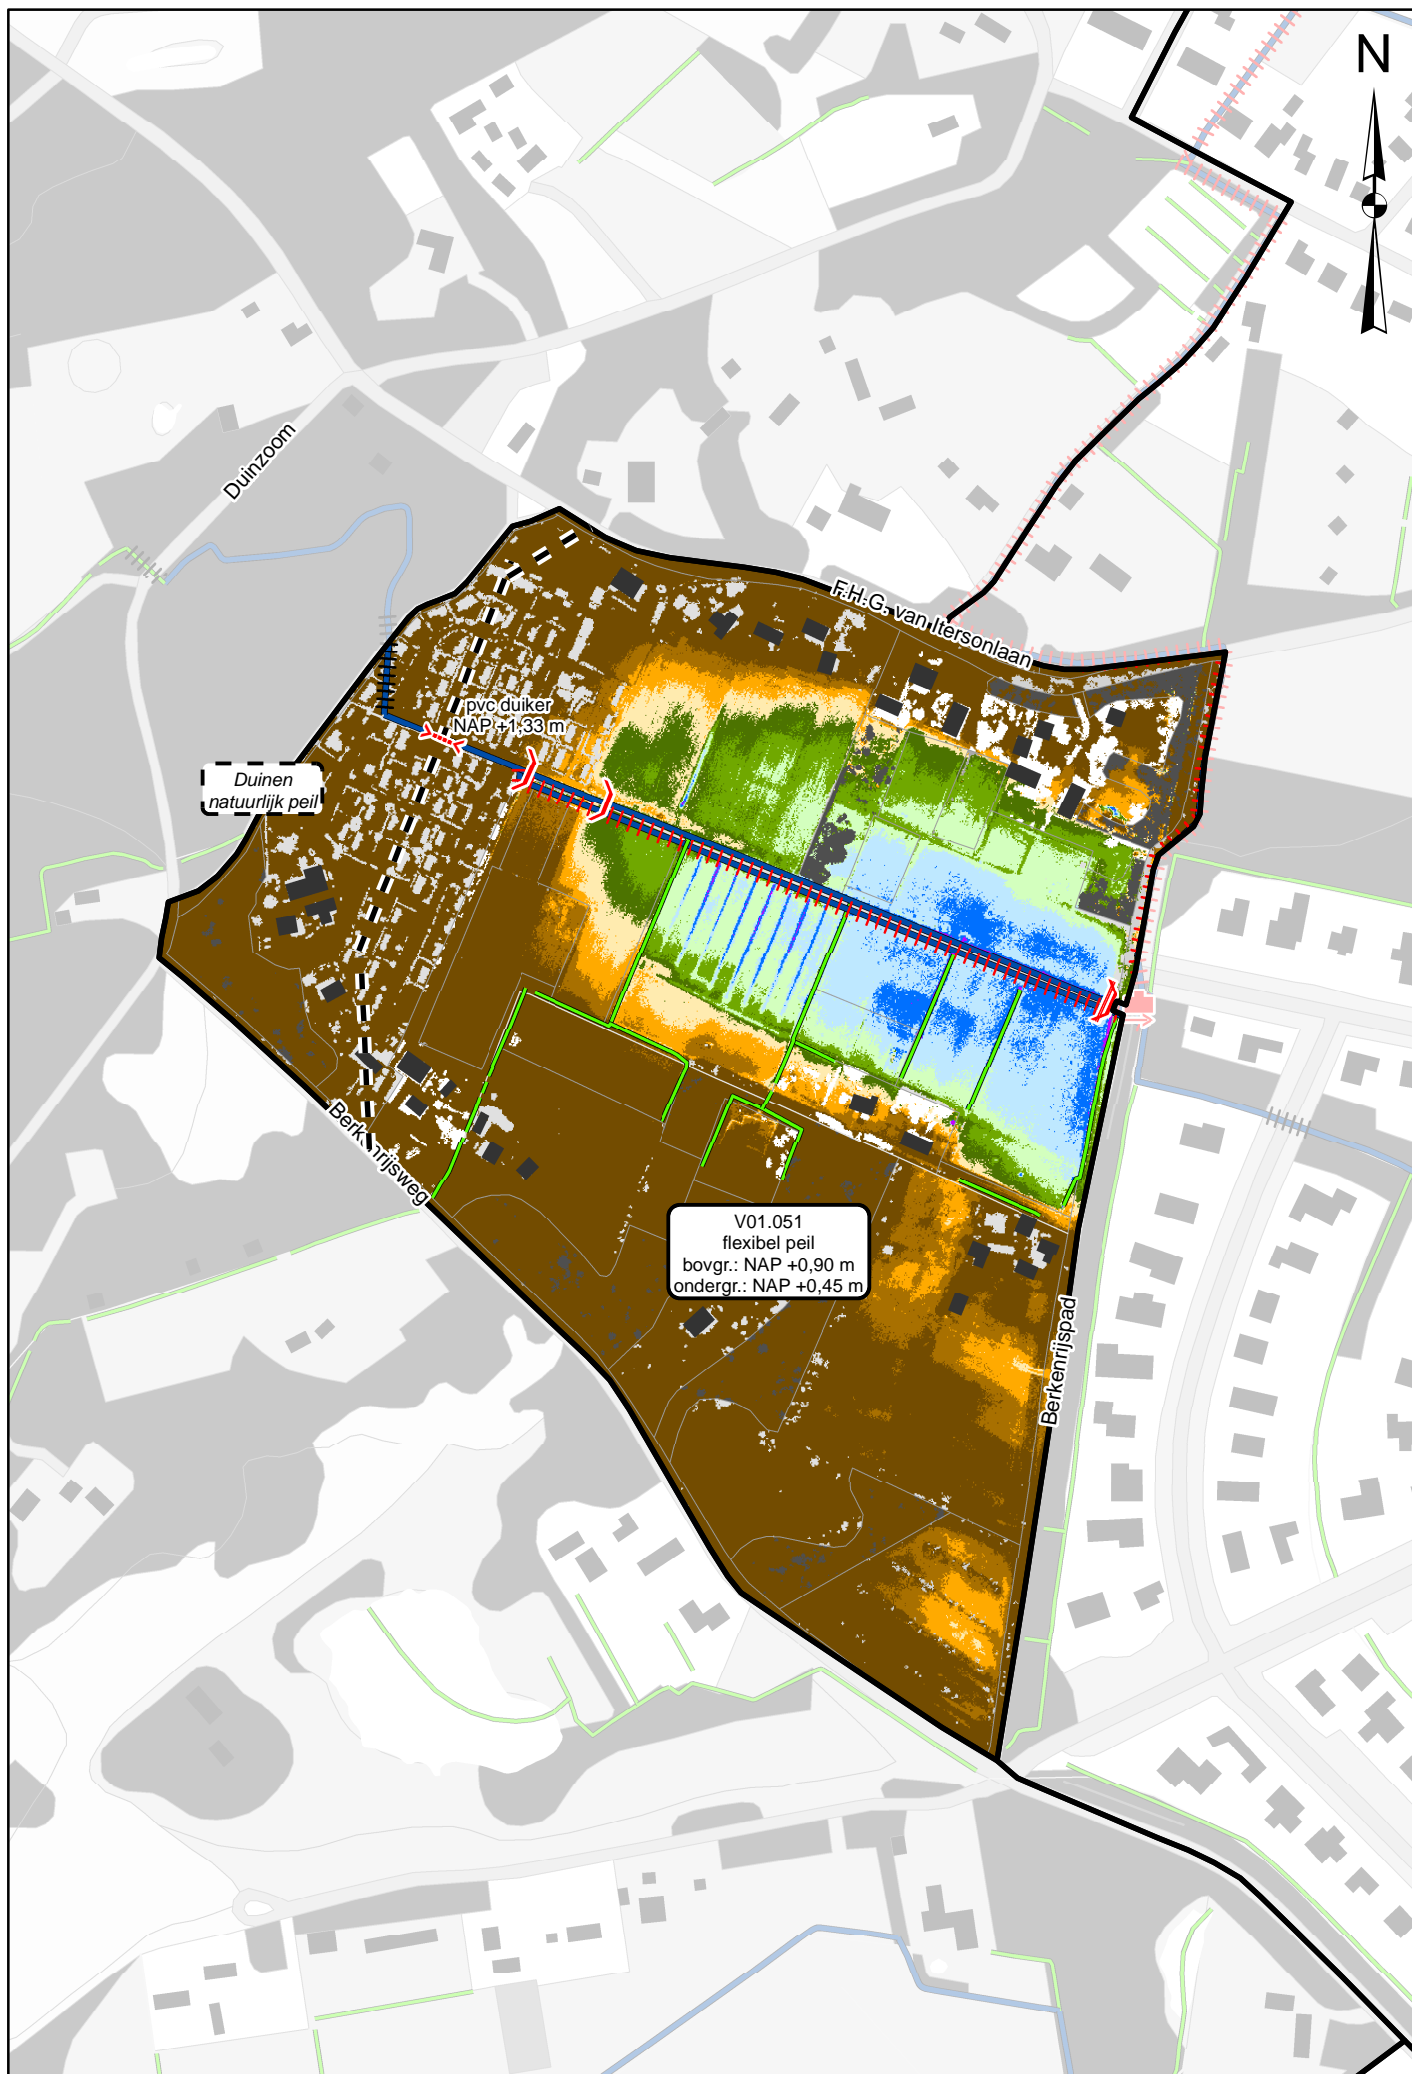 N
Duinzoom
F.H.G. van Itersonlaan
pvc duiker
NAP +1,33 m
Duinen
natuurlijk peil
Berkenrijsweg
V01.051
flexibel peil
bovgr.: NAP +0,90 m
ondergr.: NAP +0,45 m
Berkenrijspad